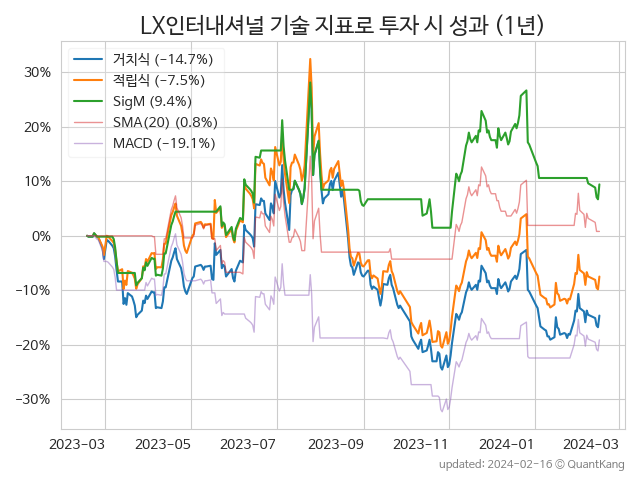 LX인터내셔널 기술 지표로 투자 시 성과 (1년)
거치식 (−14.7%)
적립식 (−7.5%)
SigM (9.4%)
SMA(20) (0.8%)
MACD (−19.1%)
30%
20%
10%
0%
−10%
−20%
−30%
2023−03 2023−05 2023−07 2023−09 2023−11 2024−01 2024−03
updated: 2024−02−16 © QuantKang